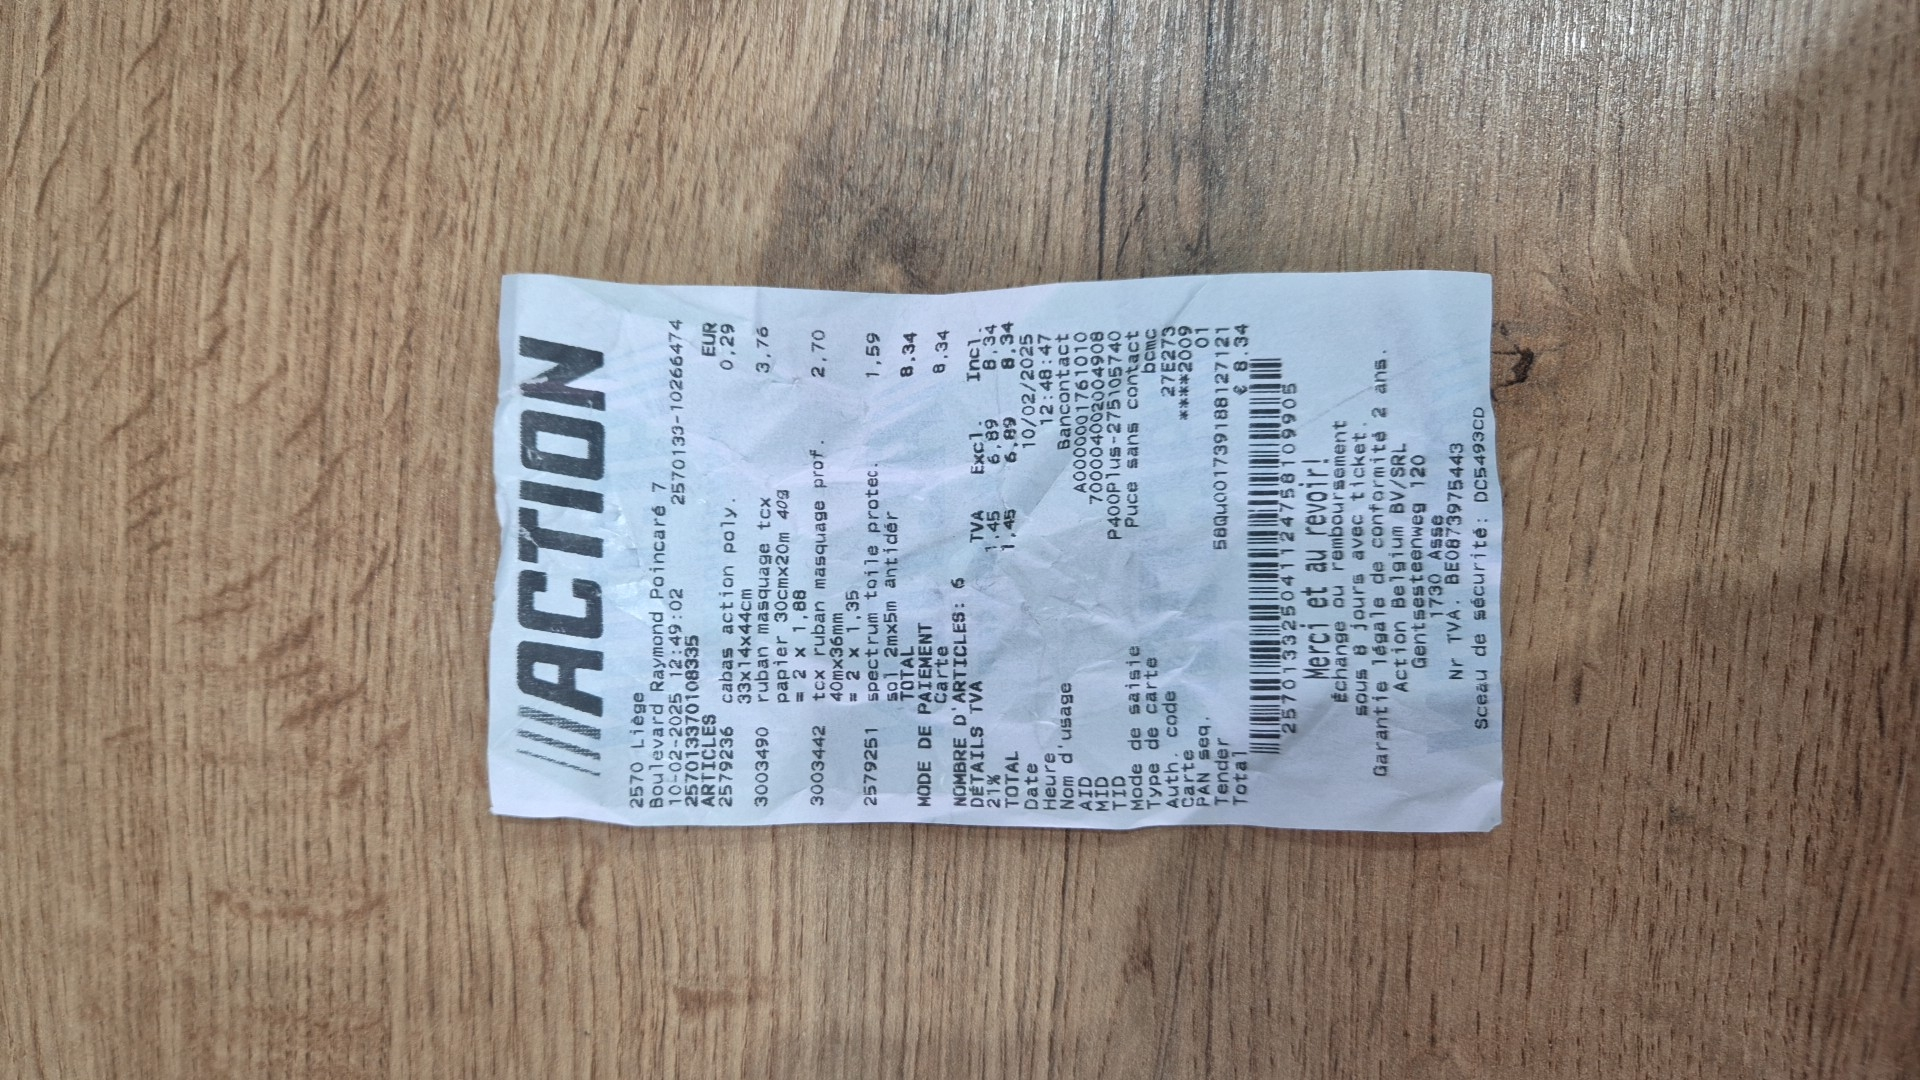 ///ACTION
2570 Liège
Boulevard Raymond Poincaré 7
10-02-2025 12:49:02 2570133-10266474
2570133701083​35
ARTICLES EUR
2579236 cabas action poly. 0,29
33x14x44cm
3003490 ruban masquage tcx 3,76
papier 30cmx20m 40g
= 2 x 1,88
3003442 tcx ruban masquage prof. 2,70
40mx36mm
= 2 x 1,35
2579251 spectrum toile protec. 1,59
sol 2mx5m antidér
TOTAL 8,34
MODE DE PAIEMENT
Carte 8,34
NOMBRE D'ARTICLES: 6
DÉTAILS TVA TVA Excl. Incl.
21% 1,45 6,89 8,34
TOTAL 1,45 6,89 8,34
Date 10/02/2025
Heure 12:48:47
Nom d'usage Bancontact
AID A0000001761010
MID 700004002004908
TID P400Plus-275105740
Mode de saisie Puce sans contact
Type de carte bcmc
Auth. code 27E273
Carte ****2009
PAN seq. 01
Tender 58QU001739188127121
Total € 8.34
2570133250411247581099​05
Merci et au revoir!
Échange ou remboursement
sous 8 jours avec ticket.
Garantie légale de conformité 2 ans.
Action Belgium BV/SRL
Gentsesteenweg 120
1730 Asse
Nr TVA. BE0873975443
Sceau de sécurité: DC5493CD